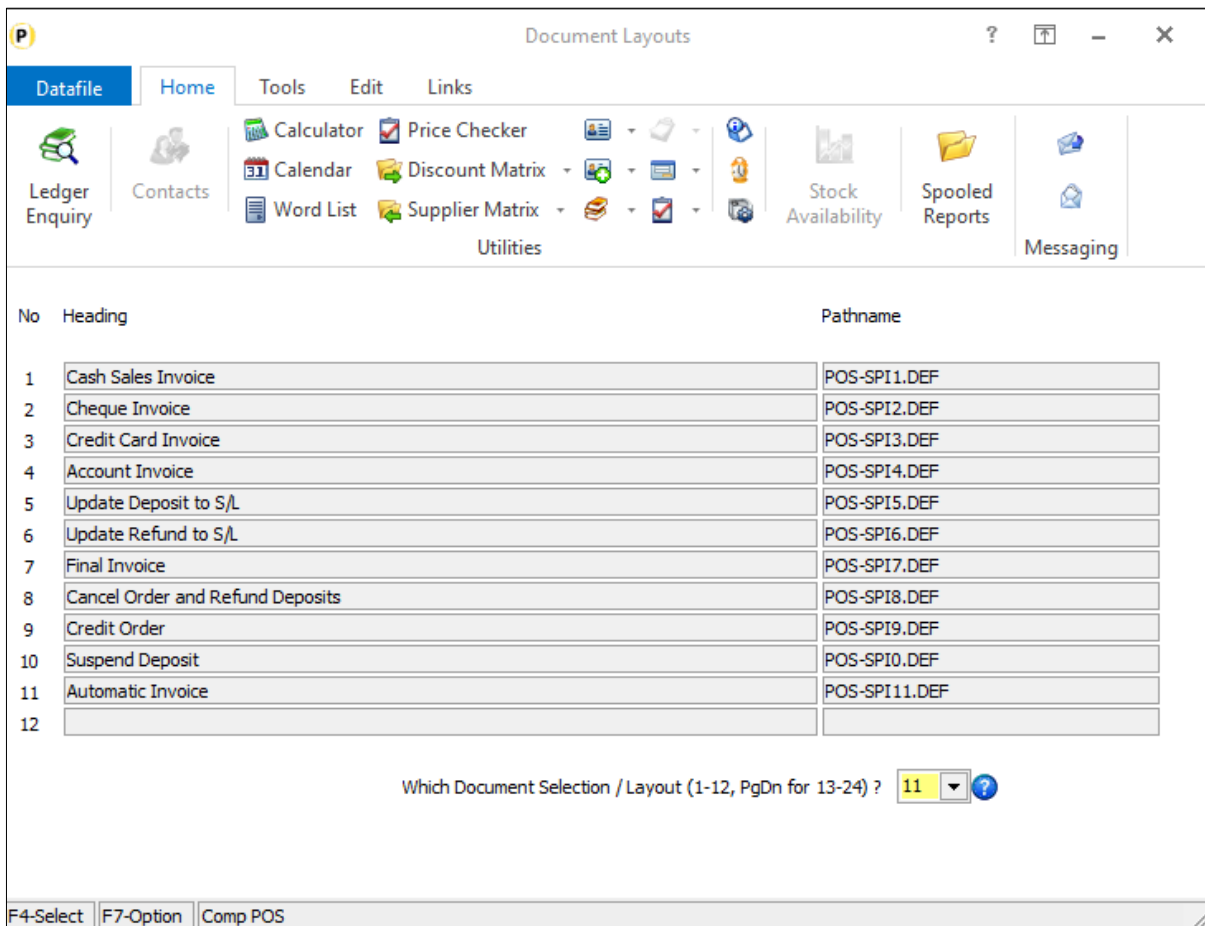 P Document Layouts ?
Datafile Home Tools Edit Links
Calculator Price Checker
Calendar Discount Matrix
Word List Supplier Matrix
Ledger Enquiry
Contacts
31
Stock Availability
Spooled Reports
Utilities
Messaging
No Heading Pathname
1 Cash Sales Invoice POS-SPI1.DEF
2 Cheque Invoice POS-SPI2.DEF
3 Credit Card Invoice POS-SPI3.DEF
4 Account Invoice POS-SPI4.DEF
5 Update Deposit to S/L POS-SPI5.DEF
6 Update Refund to S/L POS-SPI6.DEF
7 Final Invoice POS-SPI7.DEF
8 Cancel Order and Refund Deposits POS-SPI8.DEF
9 Credit Order POS-SPI9.DEF
10 Suspend Deposit POS-SPI0.DEF
11 Automatic Invoice POS-SPI11.DEF
12
Which Document Selection / Layout (1-12, PgDn for 13-24) ? 11 ?
F4-Select F7-Option Comp POS